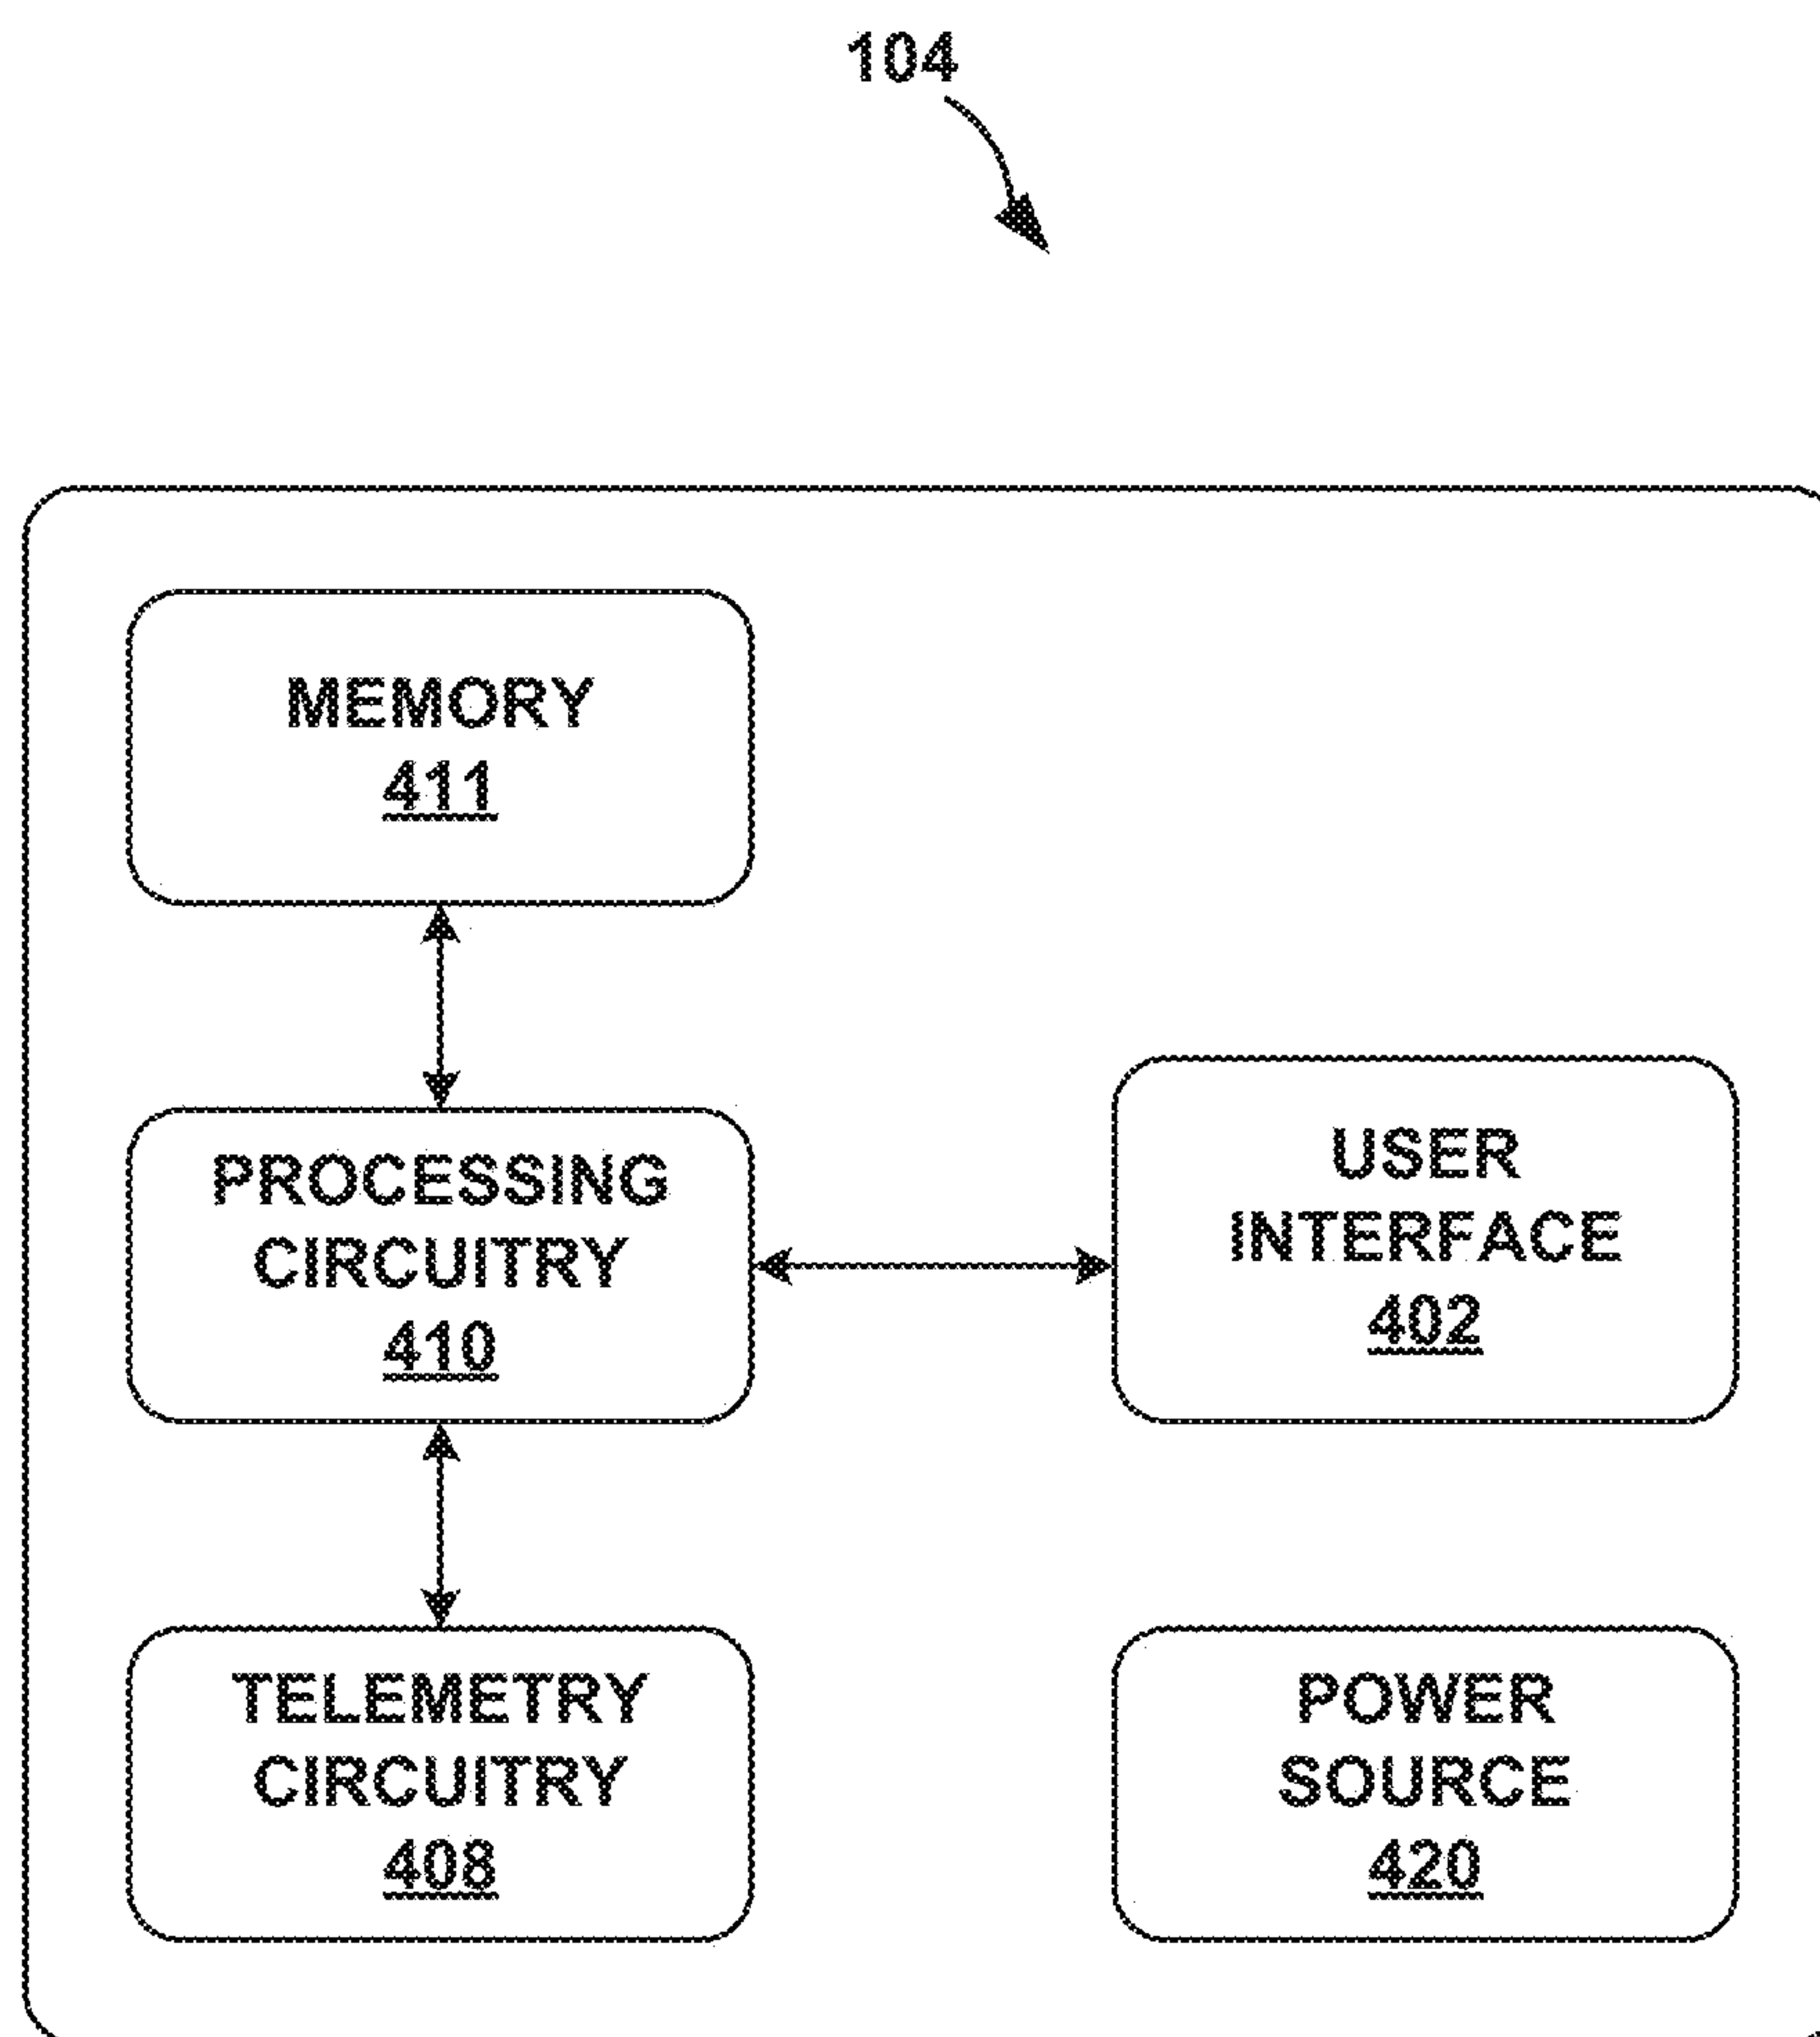 104
MEMORY
411
PROCESSING
CIRCUITRY
410
USER
INTERFACE
402
TELEMETRY
CIRCUITRY
408
POWER
SOURCE
420